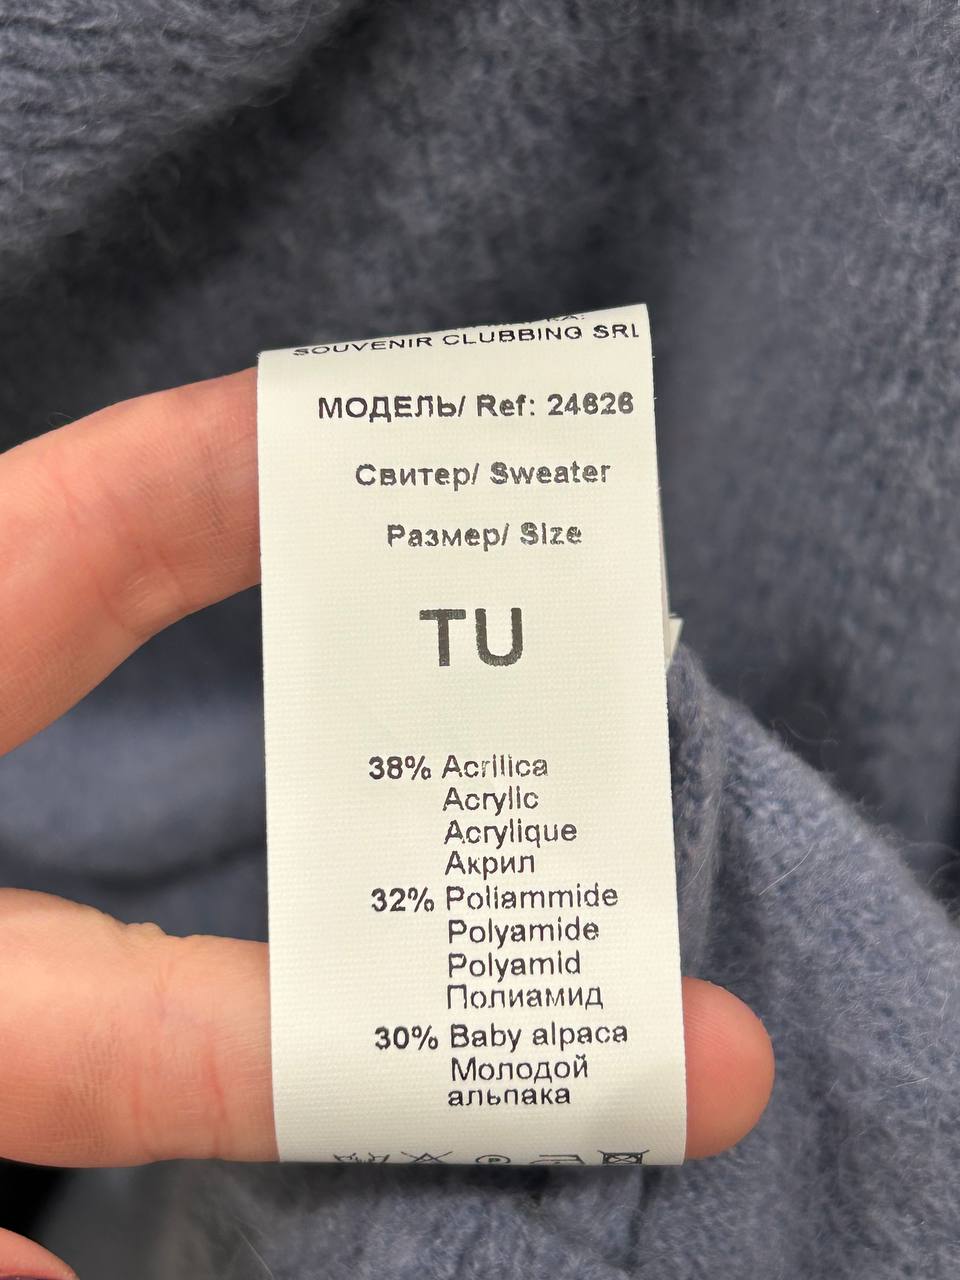 SOUVENIR CLUBBING SRL
МОДЕЛЬ/ Ref: 24626
Свитер/ Sweater
Размер/ Size
TU
38% Acrilica
Acrylic
Acrylique
Акрил
32% Poliammide
Polyamide
Polyamid
Полиамид
30% Baby alpaca
Молодой
альпака